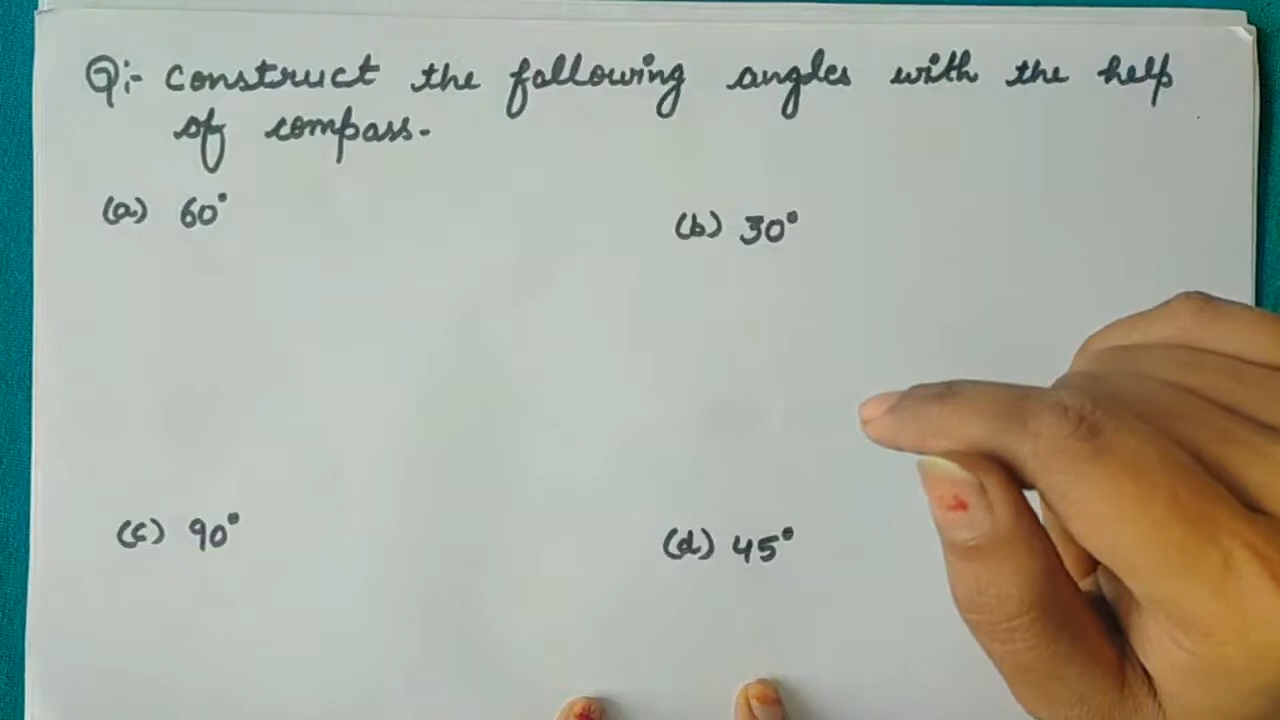 Q:- construct the following angles with the help
of compass.
(a) 60°
(b) 30°
(c) 90°
(d) 45°